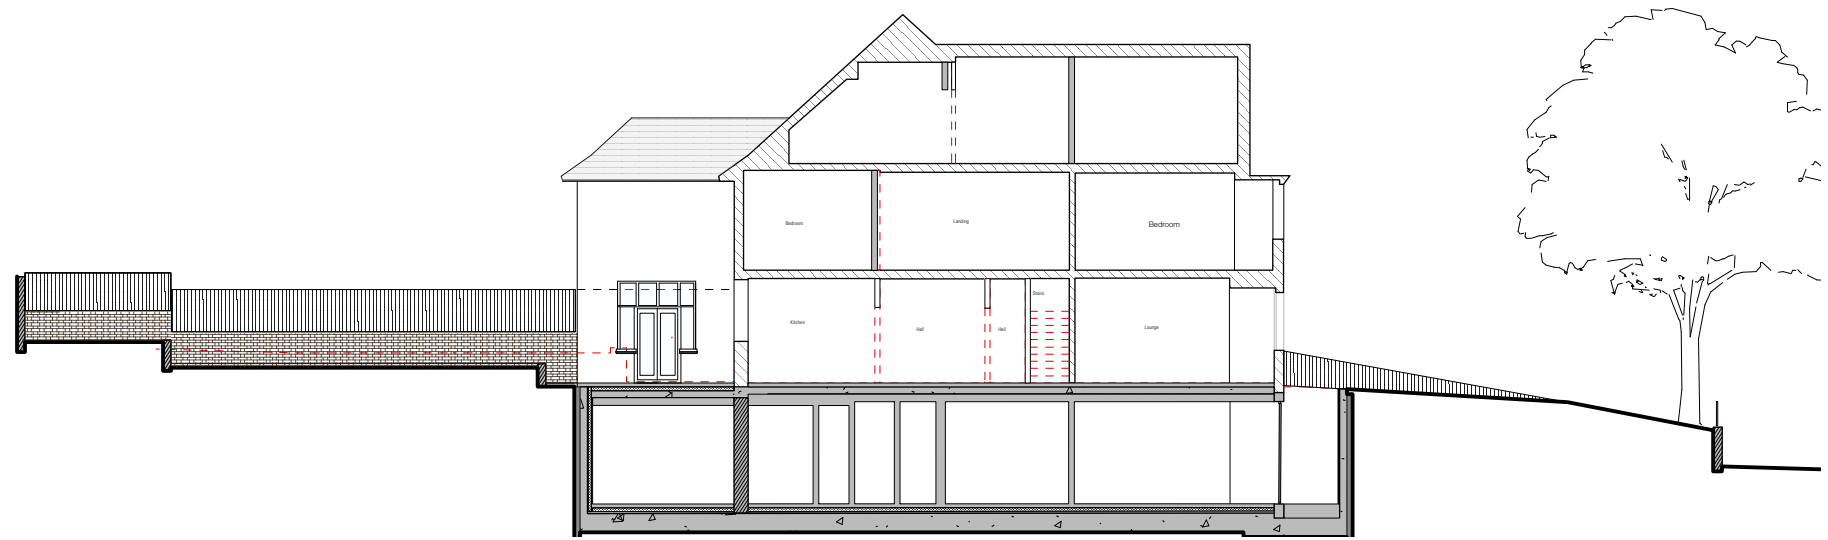 Bedroom
Landing
Bedroom
Kitchen
Hall
Hall
Stairs
Lounge